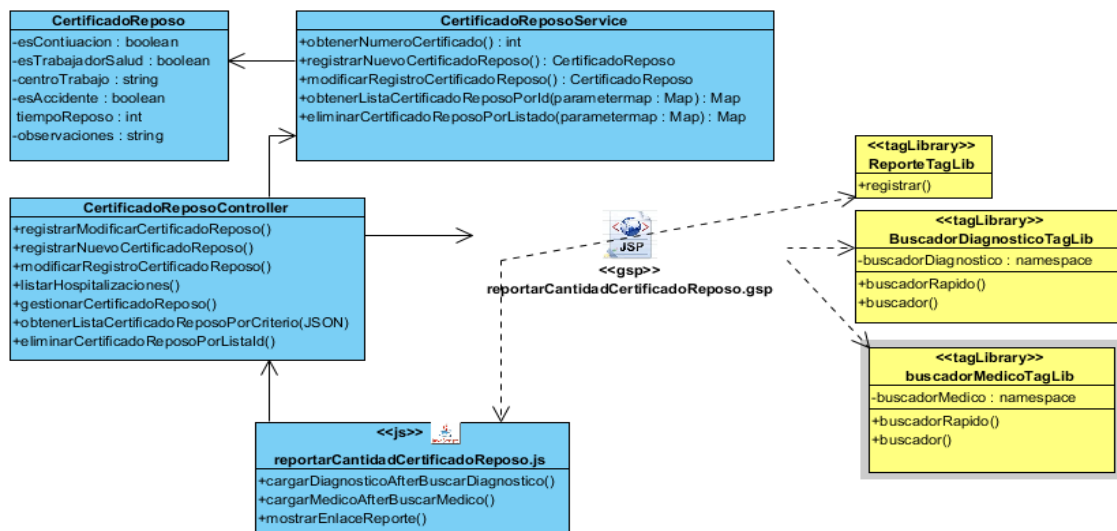 CertificadoReposo
-esContiuacion : boolean
-esTrabajadorSalud : boolean
-centroTrabajo : string
-esAccidente : boolean
tiempoReposo : int
-observaciones : string
CertificadoReposoService
+obtenerNumeroCertificado() : int
+registrarNuevoCertificadoReposo() : CertificadoReposo
+modificarRegistroCertificadoReposo() : CertificadoReposo
+obtenerListaCertificadoReposoPorId(parametermap : Map) : Map
+eliminarCertificadoReposoPorListado(parametermap : Map) : Map
<<tagLibrary>>
ReporteTagLib
+registrar()
CertificadoReposoController
+registrarModificarCertificadoReposo()
+registrarNuevoCertificadoReposo()
+modificarRegistroCertificadoReposo()
+listarHospitalizaciones()
+gestionarCertificadoReposo()
+obtenerListaCertificadoReposoPorCriterio(JSON)
+eliminarCertificadoReposoPorListaId()
JSP
<<gsp>>
reportarCantidadCertificadoReposo.gsp
<<tagLibrary>>
BuscadorDiagnosticoTagLib
-buscadorDiagnostico : namespace
+buscadorRapido()
+buscador()
<<tagLibrary>>
buscadorMedicoTagLib
-buscadorMedico : namespace
+buscadorRapido()
+buscador()
<<js>>
reportarCantidadCertificadoReposo.js
+cargarDiagnosticoAfterBuscarDiagnostico()
+cargarMedicoAfterBuscarMedico()
+mostrarEnlaceReporte()